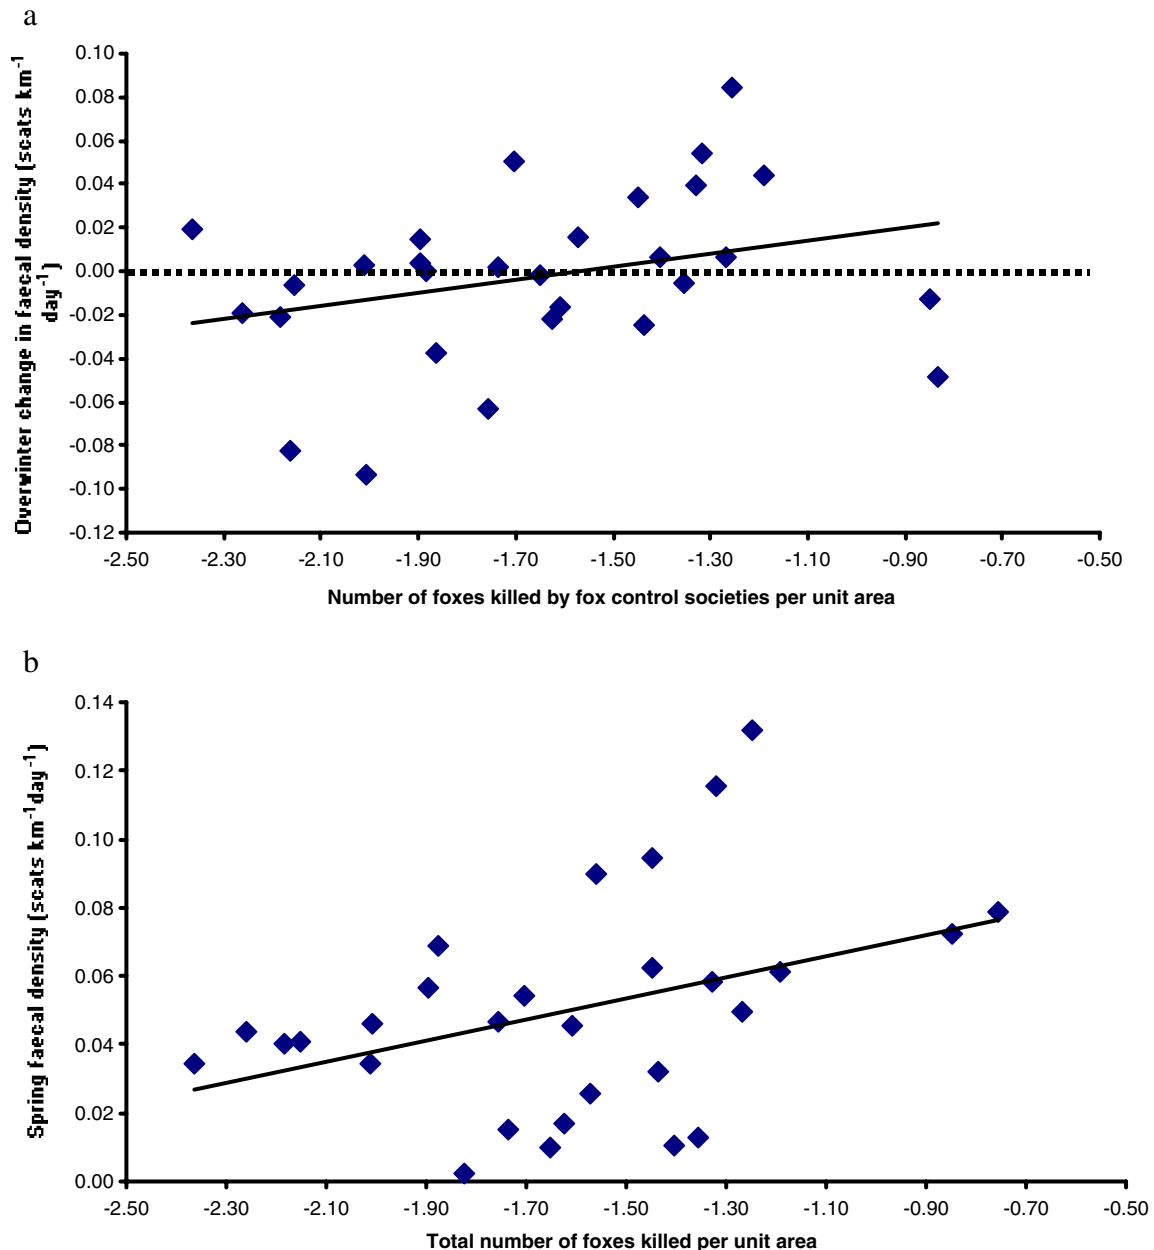 a
Overwinter change in faecal density (scats km-1
day-1)
0.10
0.08
0.06
0.04
0.02
0.00
-0.02
-0.04
-0.06
-0.08
-0.10
-0.12
-2.50 -2.30 -2.10 -1.90 -1.70 -1.50 -1.30 -1.10 -0.90 -0.70 -0.50
Number of foxes killed by fox control societies per unit area
b
Spring faecal density (scats km-1day-1)
0.14
0.12
0.10
0.08
0.06
0.04
0.02
0.00
-2.50 -2.30 -2.10 -1.90 -1.70 -1.50 -1.30 -1.10 -0.90 -0.70 -0.50
Total number of foxes killed per unit area